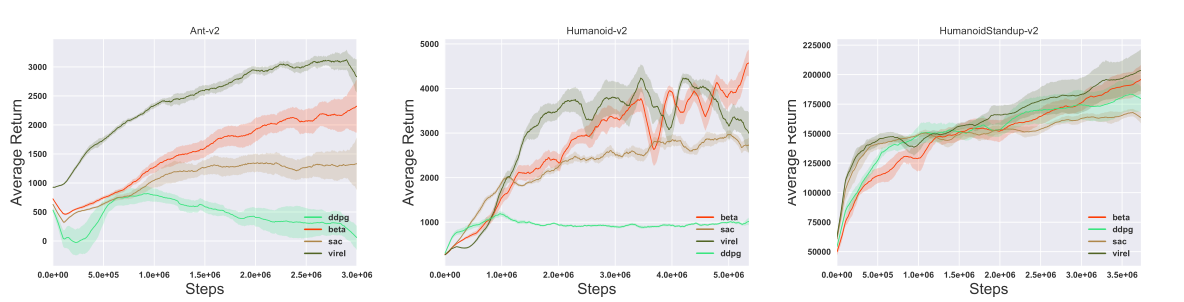 Ant-v2
Average Return
3000
2500
2000
1500
1000
500
0
0.0e+00 5.0e+05 1.0e+06 1.5e+06 2.0e+06 2.5e+06 3.0e+06
Steps
ddpg
beta
sac
virel
Humanoid-v2
Average Return
5000
4000
3000
2000
1000
0.0e+00 1.0e+06 2.0e+06 3.0e+06 4.0e+06 5.0e+06
Steps
beta
sac
virel
ddpg
HumanoidStandup-v2
Average Return
225000
200000
175000
150000
125000
100000
75000
50000
0.0e+00 5.0e+05 1.0e+06 1.5e+06 2.0e+06 2.5e+06 3.0e+06 3.5e+06
Steps
beta
ddpg
sac
virel